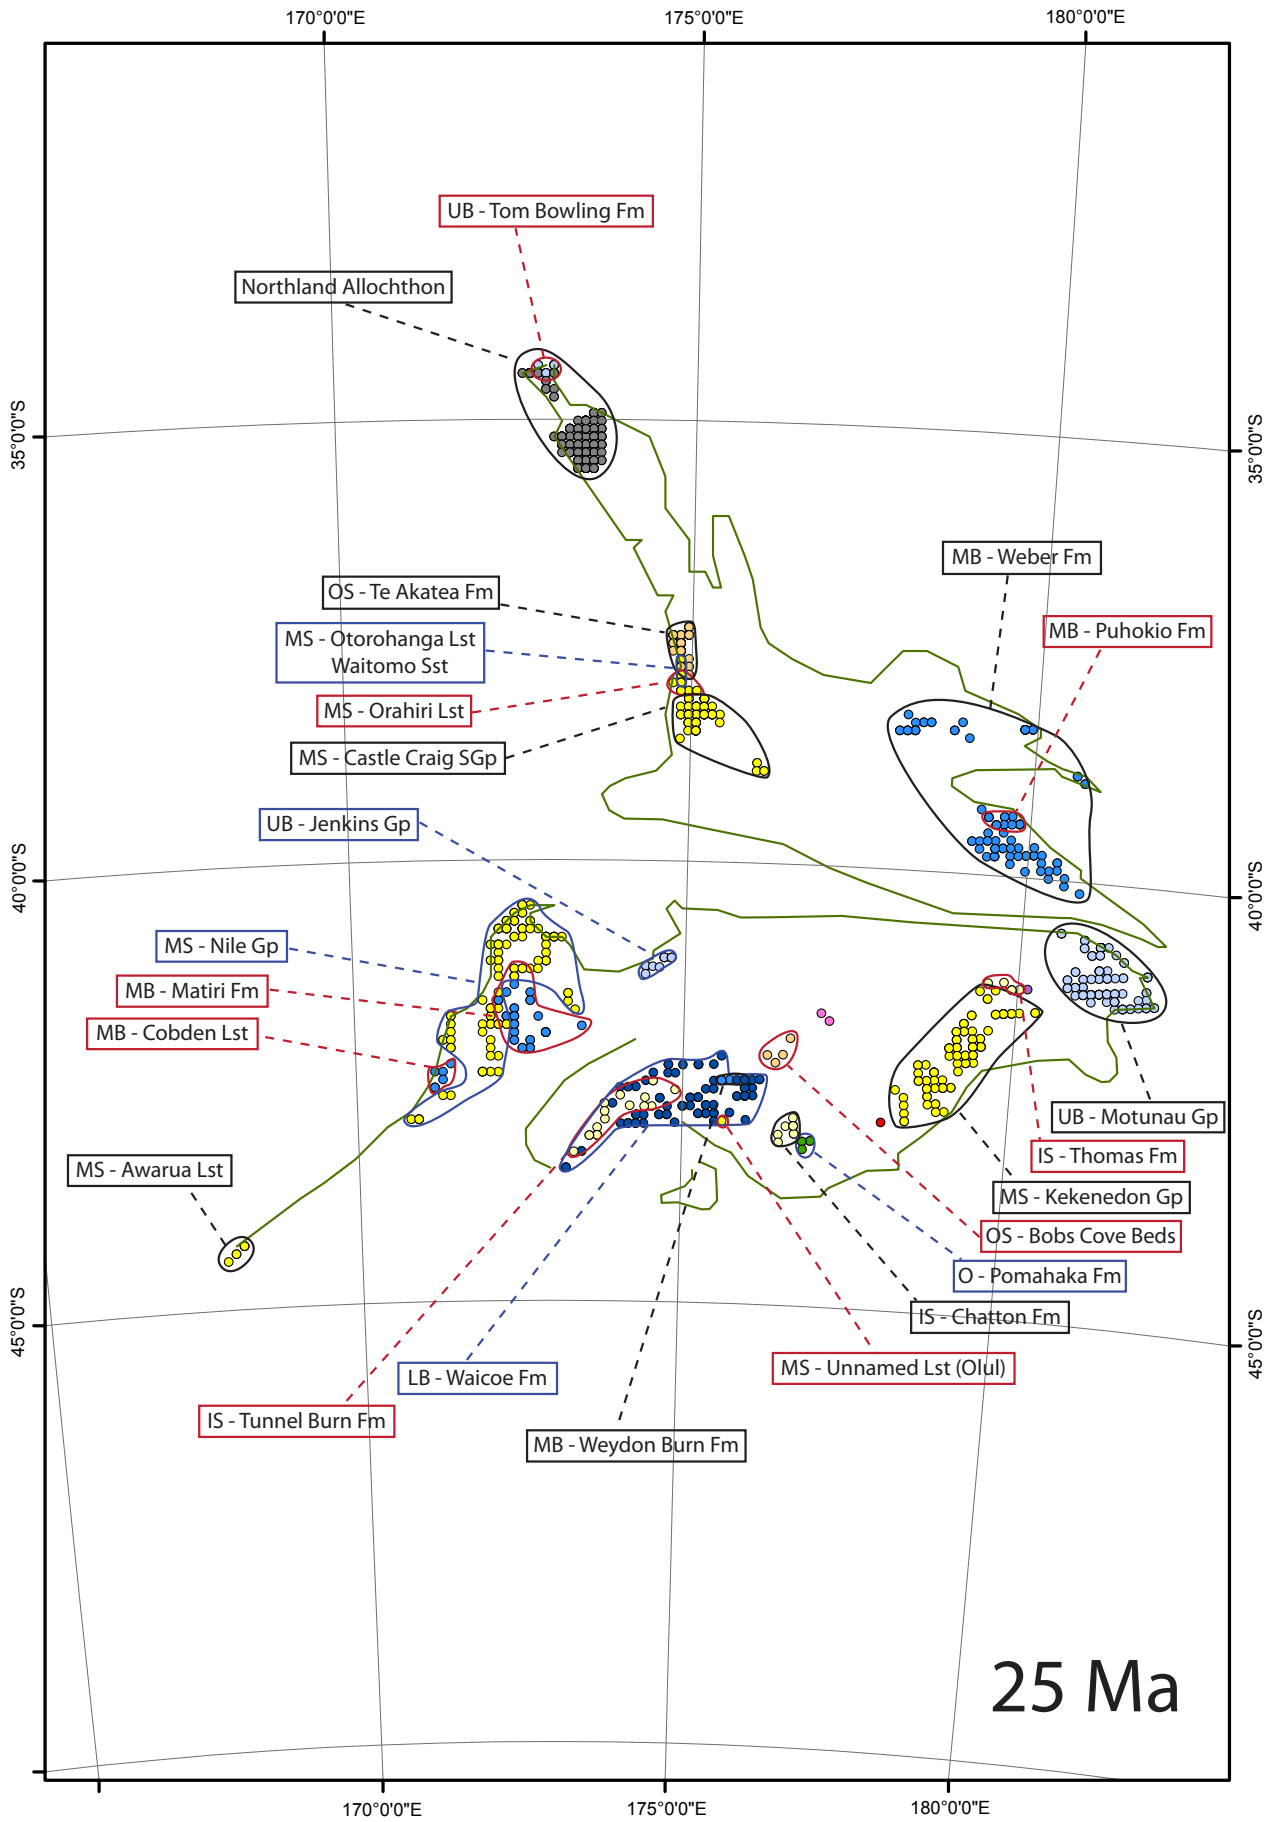 170°0'0"E
175°0'0"E
180°0'0"E
UB - Tom Bowling Fm
Northland Allochthon
35°0'0"S
35°0'0"S
MB - Weber Fm
OS - Te Akatea Fm
MB - Puhokio Fm
MS - Otorohanga Lst
Waitomo Sst
MS - Orahiri Lst
MS - Castle Craig SGp
UB - Jenkins Gp
40°0'0"S
40°0'0"S
MS - Nile Gp
MB - Matiri Fm
MB - Cobden Lst
UB - Motunau Gp
IS - Thomas Fm
MS - Awarua Lst
MS - Kekenedon Gp
OS - Bobs Cove Beds
O - Pomahaka Fm
IS - Chatton Fm
45°0'0"S
45°0'0"S
MS - Unnamed Lst (Olul)
LB - Waicoe Fm
IS - Tunnel Burn Fm
MB - Weydon Burn Fm
25 Ma
170°0'0"E
175°0'0"E
180°0'0"E